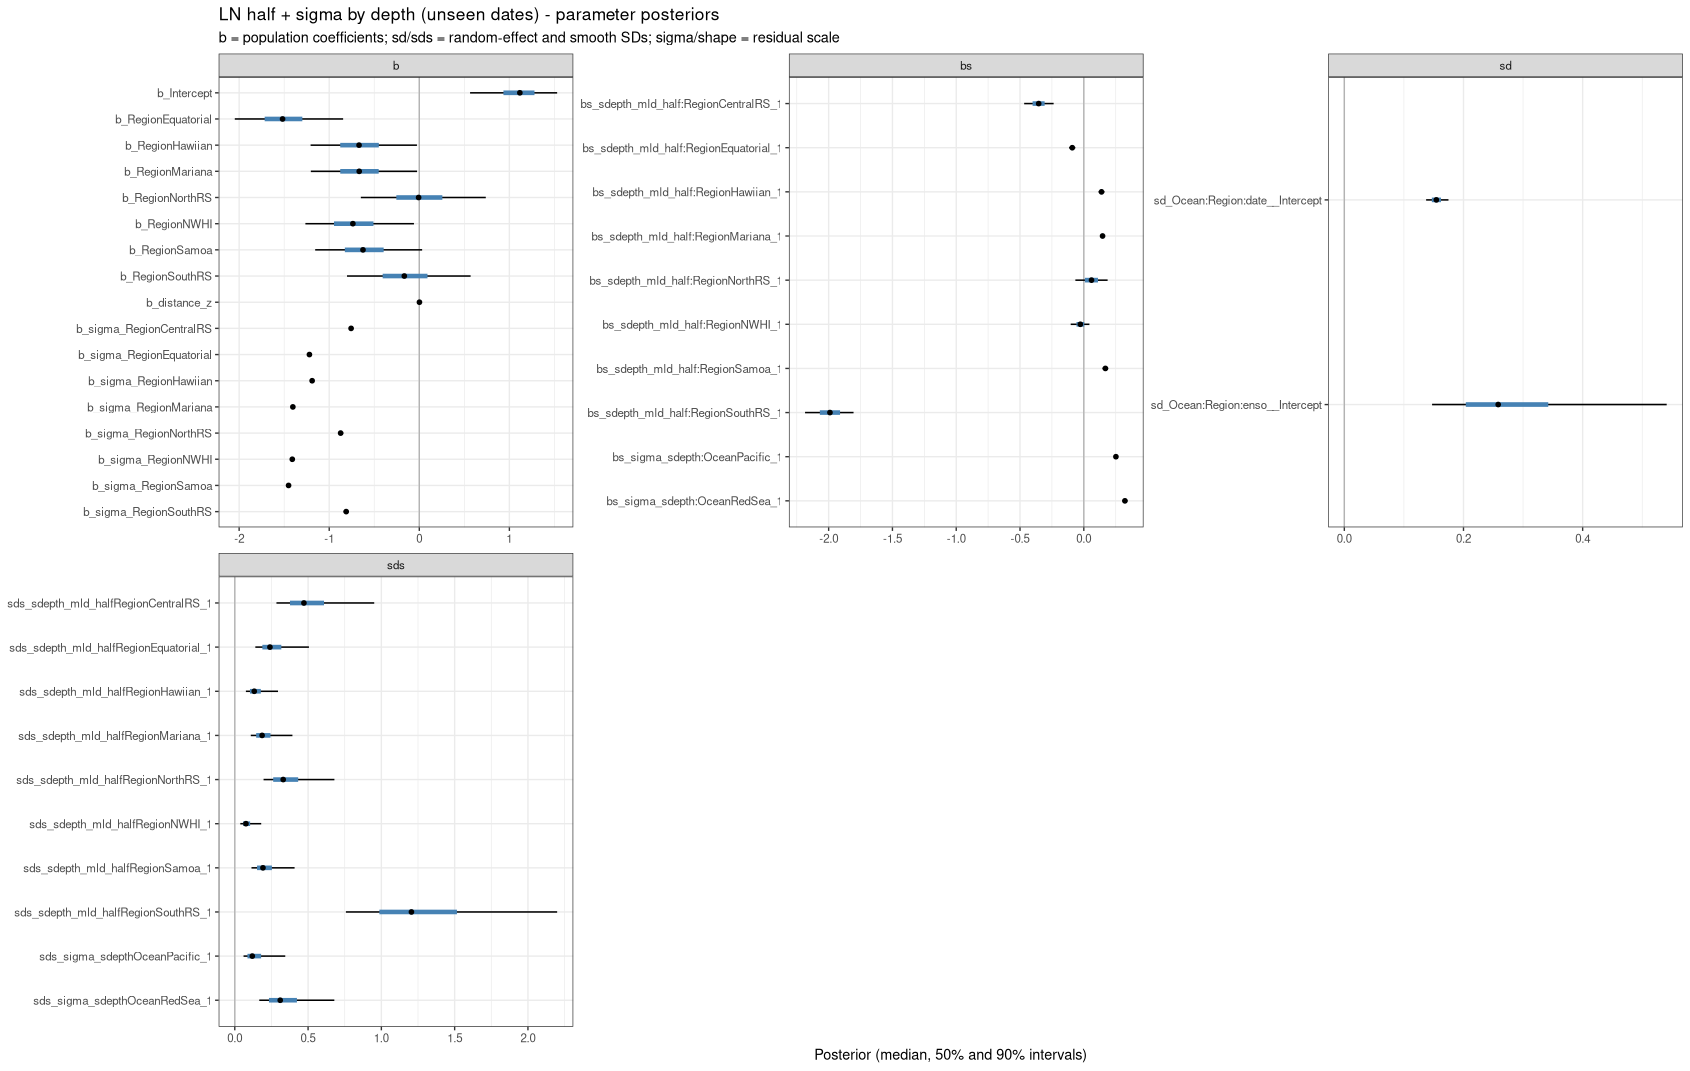 LN half + sigma by depth (unseen dates) - parameter posteriors
b = population coefficients; sd/sds = random-effect and smooth SDs; sigma/shape = residual scale
b
b_Intercept
b_RegionEquatorial
b_RegionHawiian
b_RegionMariana
b_RegionNorthRS
b_RegionNWHI
b_RegionSamoa
b_RegionSouthRS
b_distance_z
b_sigma_RegionCentralRS
b_sigma_RegionEquatorial
b_sigma_RegionHawiian
b_sigma_RegionMariana
b_sigma_RegionNorthRS
b_sigma_RegionNWHI
b_sigma_RegionSamoa
b_sigma_RegionSouthRS
-2 -1 0 1
bs
bs_sdepth_mld_half:RegionCentralRS_1
bs_sdepth_mld_half:RegionEquatorial_1
bs_sdepth_mld_half:RegionHawiian_1
bs_sdepth_mld_half:RegionMariana_1
bs_sdepth_mld_half:RegionNorthRS_1
bs_sdepth_mld_half:RegionNWHI_1
bs_sdepth_mld_half:RegionSamoa_1
bs_sdepth_mld_half:RegionSouthRS_1
bs_sigma_sdepth:OceanPacific_1
bs_sigma_sdepth:OceanRedSea_1
-2.0 -1.5 -1.0 -0.5 0.0
sd
sd_Ocean:Region:date__Intercept
sd_Ocean:Region:enso__Intercept
0.0 0.2 0.4
sds
sds_sdepth_mld_halfRegionCentralRS_1
sds_sdepth_mld_halfRegionEquatorial_1
sds_sdepth_mld_halfRegionHawiian_1
sds_sdepth_mld_halfRegionMariana_1
sds_sdepth_mld_halfRegionNorthRS_1
sds_sdepth_mld_halfRegionNWHI_1
sds_sdepth_mld_halfRegionSamoa_1
sds_sdepth_mld_halfRegionSouthRS_1
sds_sigma_sdepthOceanPacific_1
sds_sigma_sdepthOceanRedSea_1
0.0 0.5 1.0 1.5 2.0
Posterior (median, 50% and 90% intervals)